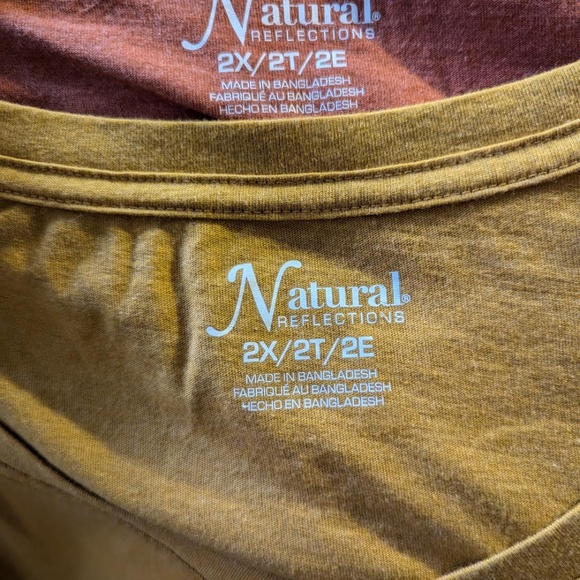 Natural®
REFLECTIONS
2X/2T/2E
MADE IN BANGLADESH
FABRIQUÉ AU BANGLADESH
HECHO EN BANGLADESH
Natural®
REFLECTIONS
2X/2T/2E
MADE IN BANGLADESH
FABRIQUÉ AU BANGLADESH
HECHO EN BANGLADESH